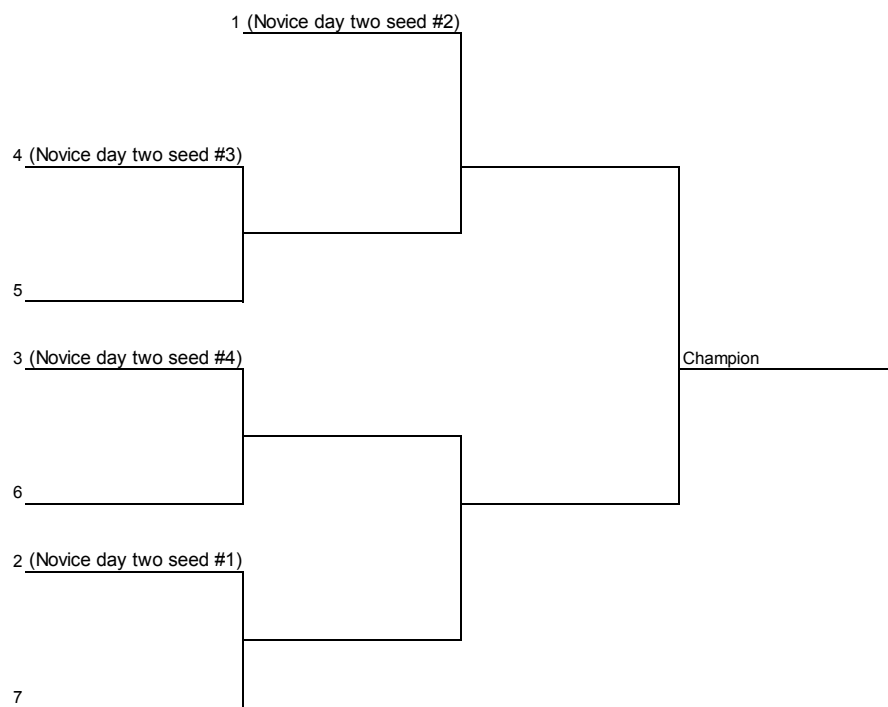 1 (Novice day two seed #2)
4 (Novice day two seed #3)
5
3 (Novice day two seed #4)
Champion
6
2 (Novice day two seed #1)
7